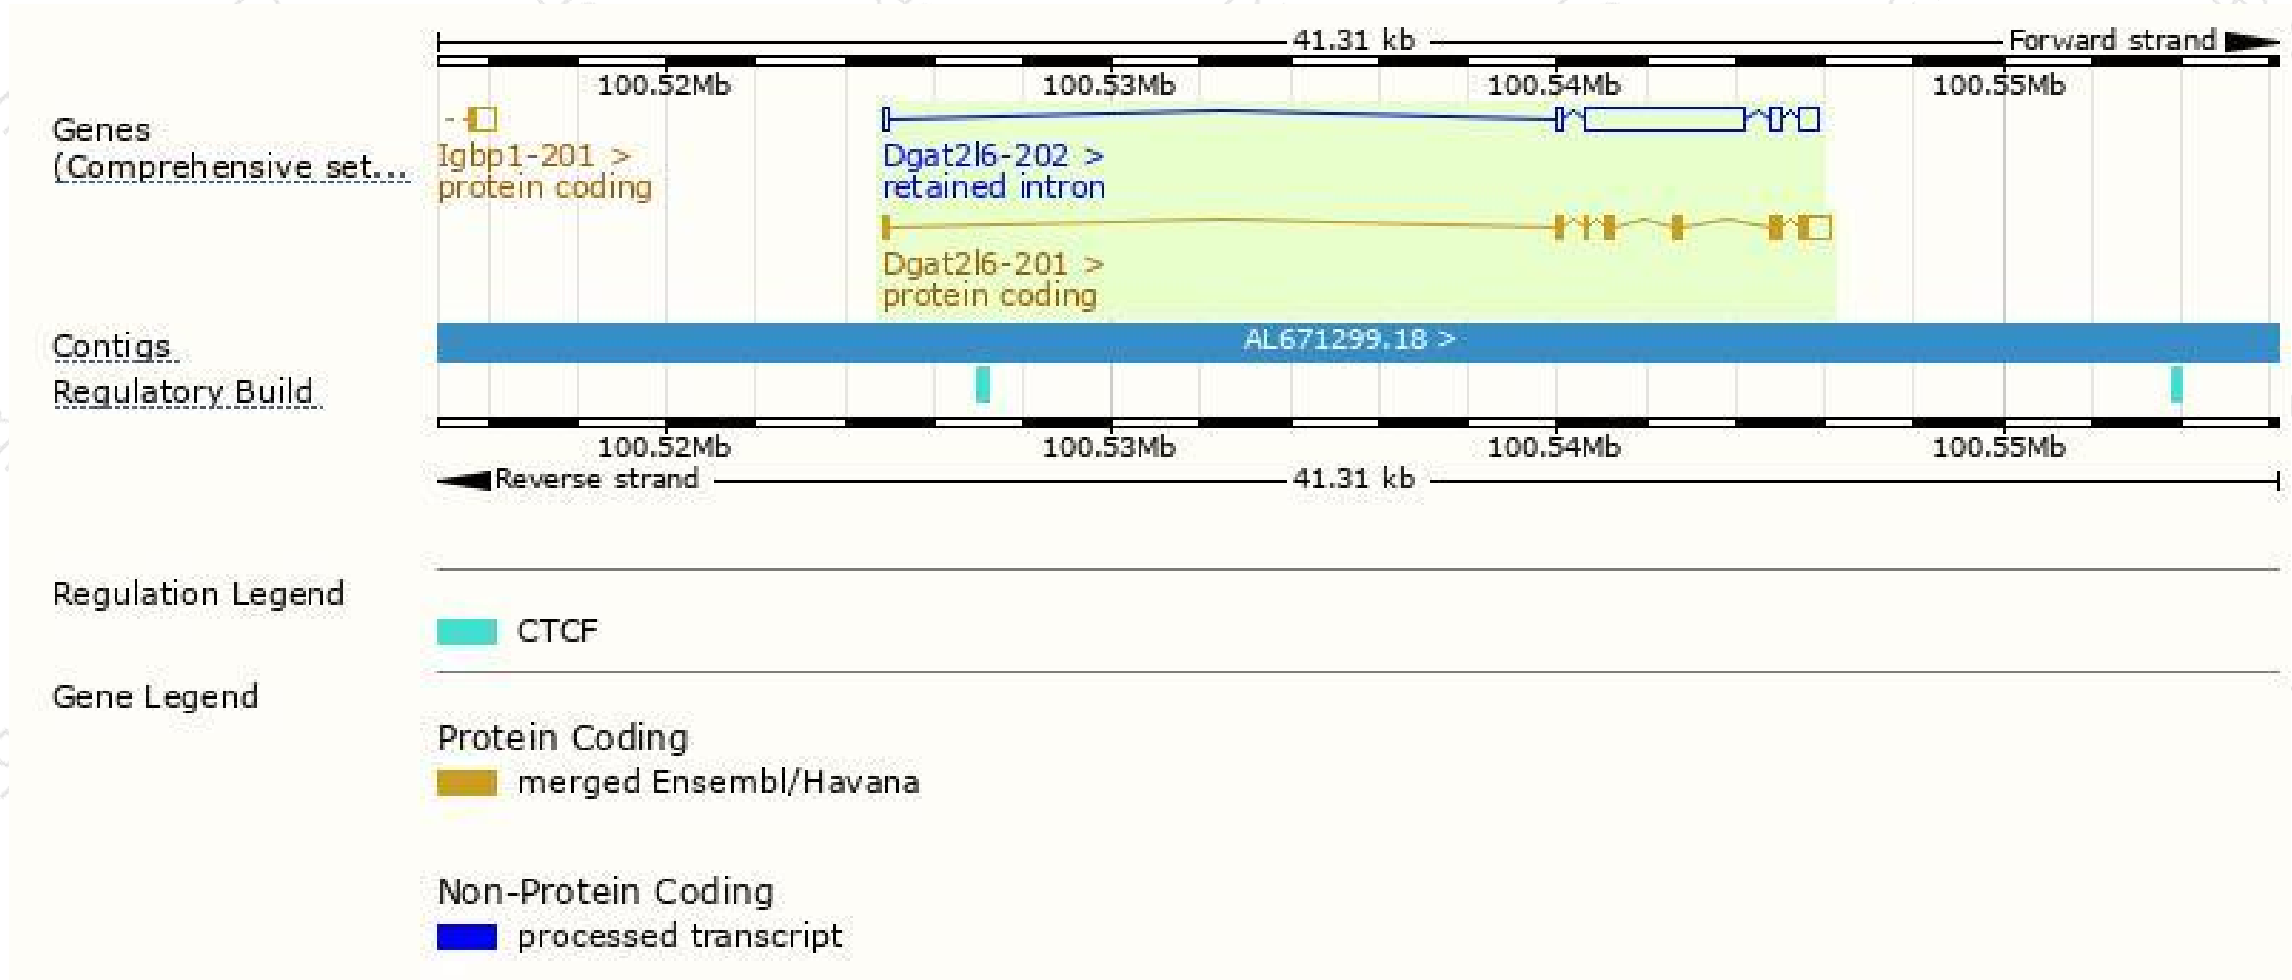 41.31 kb Forward strand
100.52Mb 100.53Mb 100.54Mb 100.55Mb
Genes
(Comprehensive set...
Igbp1-201 >
protein coding
Dgat2l6-202 >
retained intron
Dgat2l6-201 >
protein coding
Contigs
AL671299.18 >
Regulatory Build
100.52Mb 100.53Mb 100.54Mb 100.55Mb
Reverse strand 41.31 kb
Regulation Legend
CTCF
Gene Legend
Protein Coding
merged Ensembl/Havana
Non-Protein Coding
processed transcript